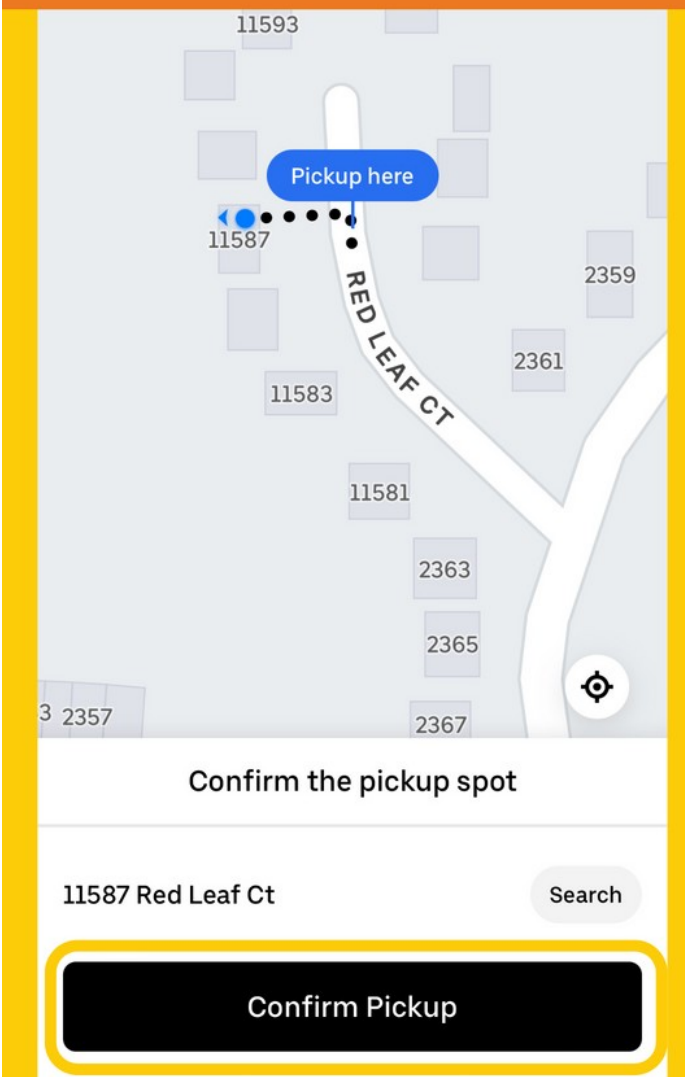 11593
Pickup here
11587
2359
RED LEAF CT
2361
11583
11581
2363
2365
3 2357
2367
Confirm the pickup spot
11587 Red Leaf Ct
Search
Confirm Pickup